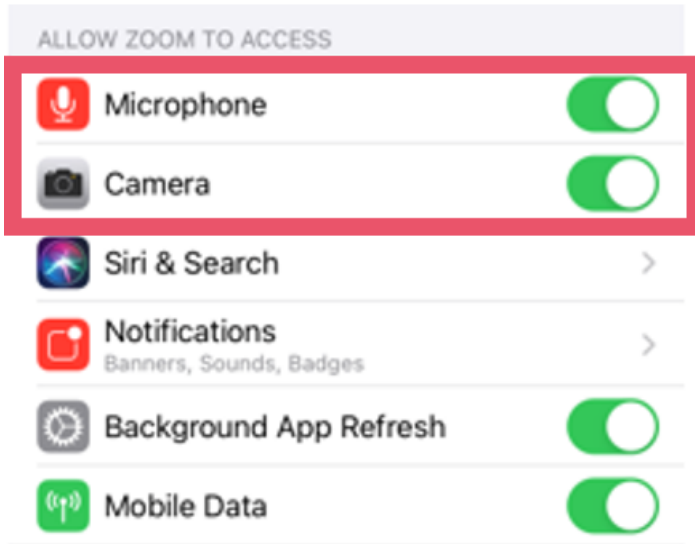 ALLOW ZOOM TO ACCESS
Microphone
Camera
Siri & Search
Notifications
Banners, Sounds, Badges
Background App Refresh
Mobile Data